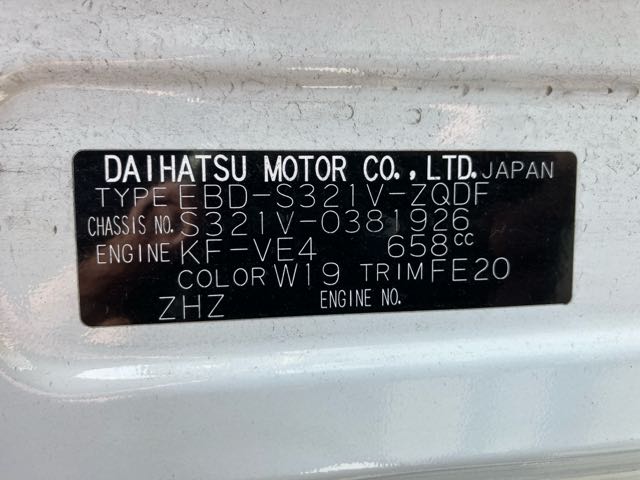 DAIHATSU MOTOR CO.,LTD. JAPAN
TYPE EBD-S321V-ZQDF
CHASSIS NO. S321V-0381926
ENGINE KF-VE4 658cc
COLOR W19 TRIM FE20
ZHZ ENGINE NO.